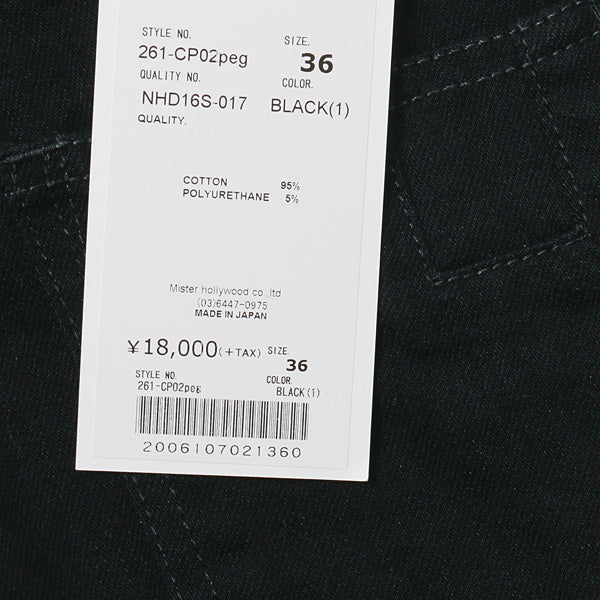 STYLE NO. SIZE.
261-CP02peg 36
QUALITY NO. COLOR.
NHD16S-017 BLACK(1)
QUALITY.
COTTON 95%
POLYURETHANE 5%
Mister hollywood co.,ltd.
(03)6447-0975
MADE IN JAPAN
¥18,000(+TAX) SIZE. 36
STYLE NO. COLOR.
261-CP02peg BLACK(1)
2006107021360